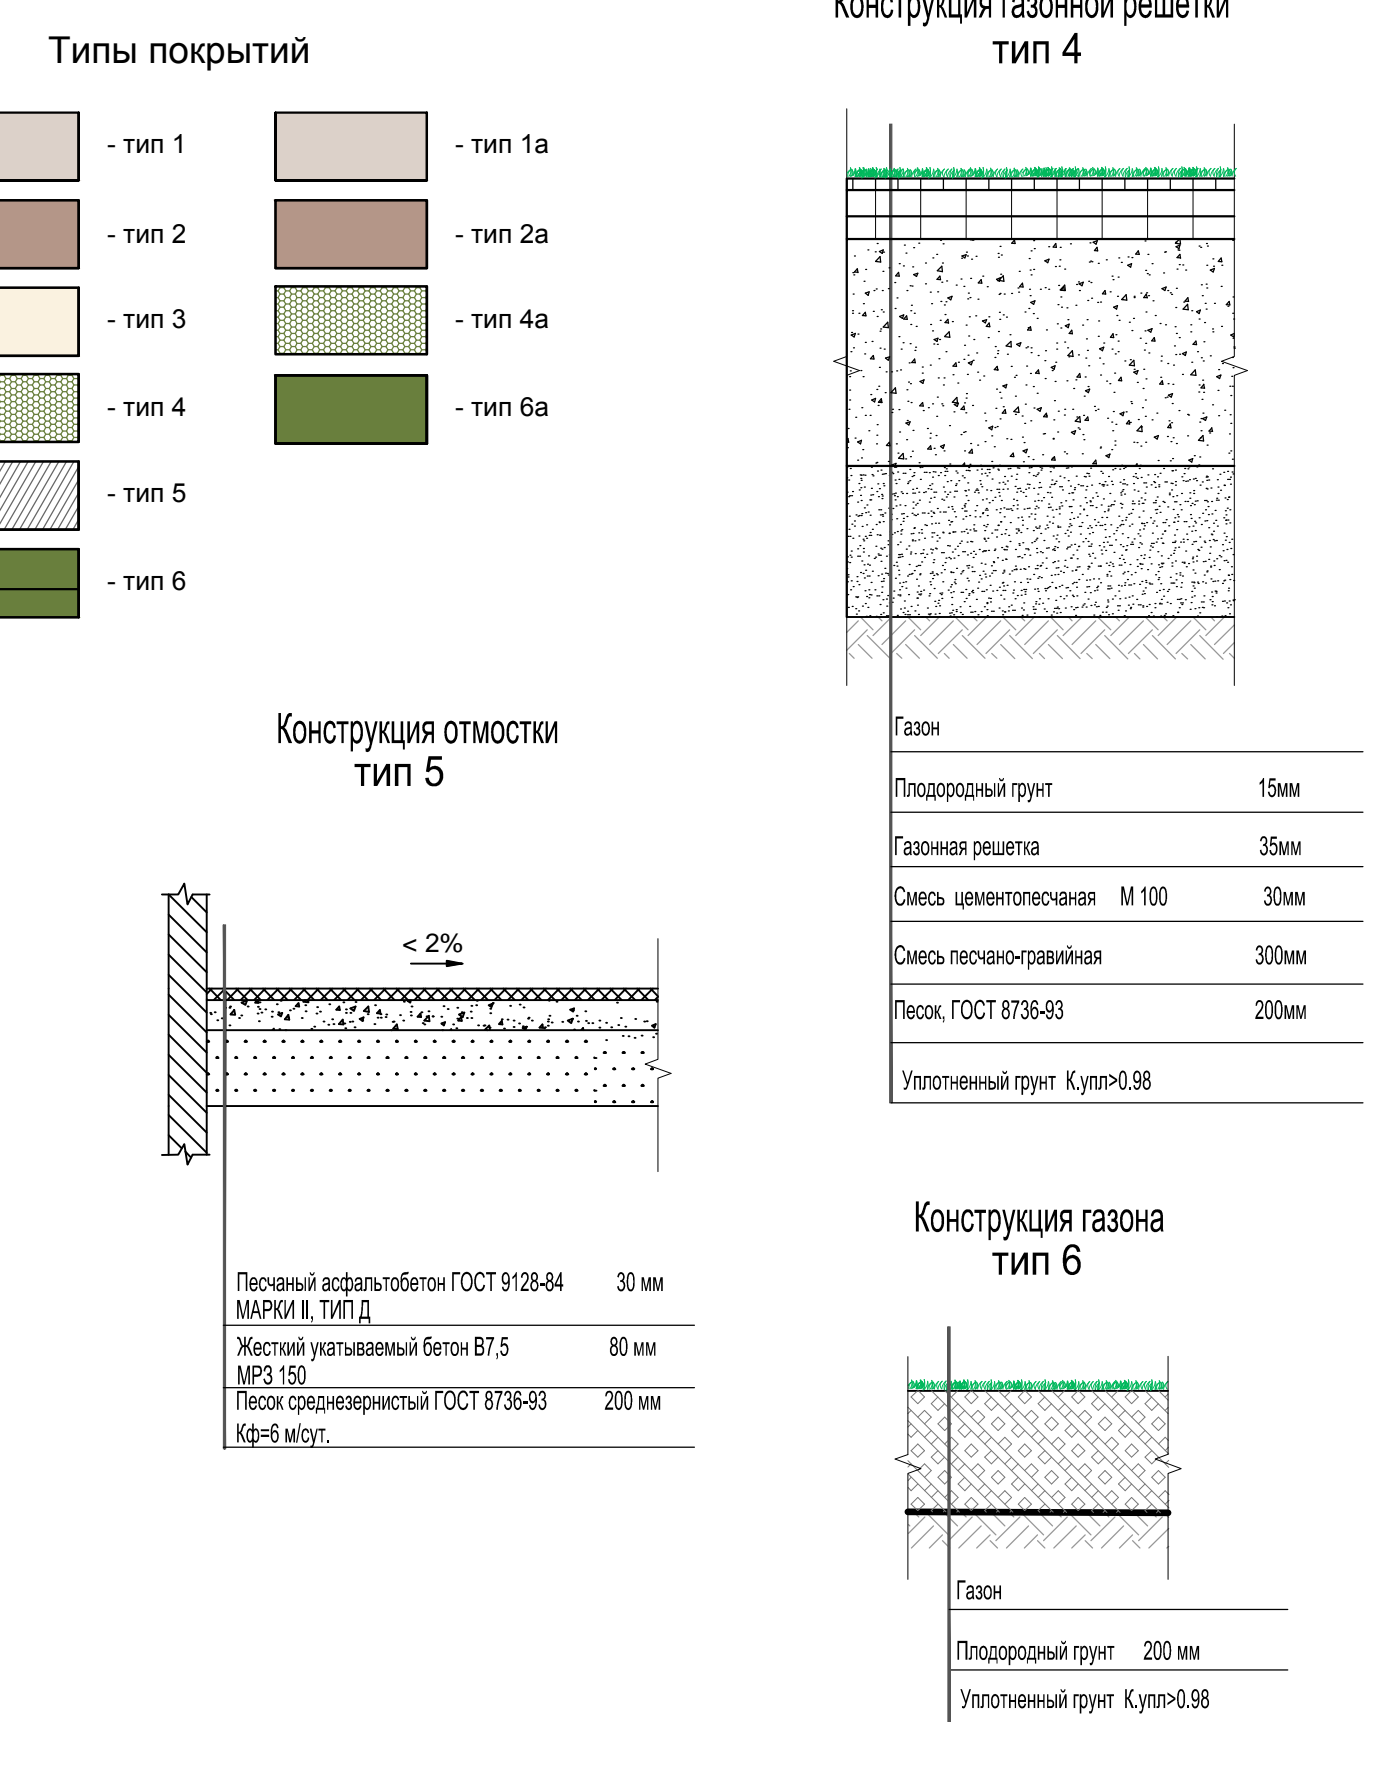 Конструкция газонной решетки
тип 4
Типы покрытий
- тип 1
- тип 1а
- тип 2
- тип 2а
- тип 3
- тип 4а
- тип 4
- тип 6а
- тип 5
- тип 6
Газон
Плодородный грунт 15мм
Газонная решетка 35мм
Смесь цементопесчаная М 100 30мм
Смесь песчано-гравийная 300мм
Песок, ГОСТ 8736-93 200мм
Уплотненный грунт К.упл>0.98
Конструкция отмостки
тип 5
< 2%
Песчаный асфальтобетон ГОСТ 9128-84 30 мм
МАРКИ II, ТИП Д
Жесткий укатываемый бетон В7,5 80 мм
МРЗ 150
Песок среднезернистый ГОСТ 8736-93 200 мм
Кф=6 м/сут.
Конструкция газона
тип 6
Газон
Плодородный грунт 200 мм
Уплотненный грунт К.упл>0.98